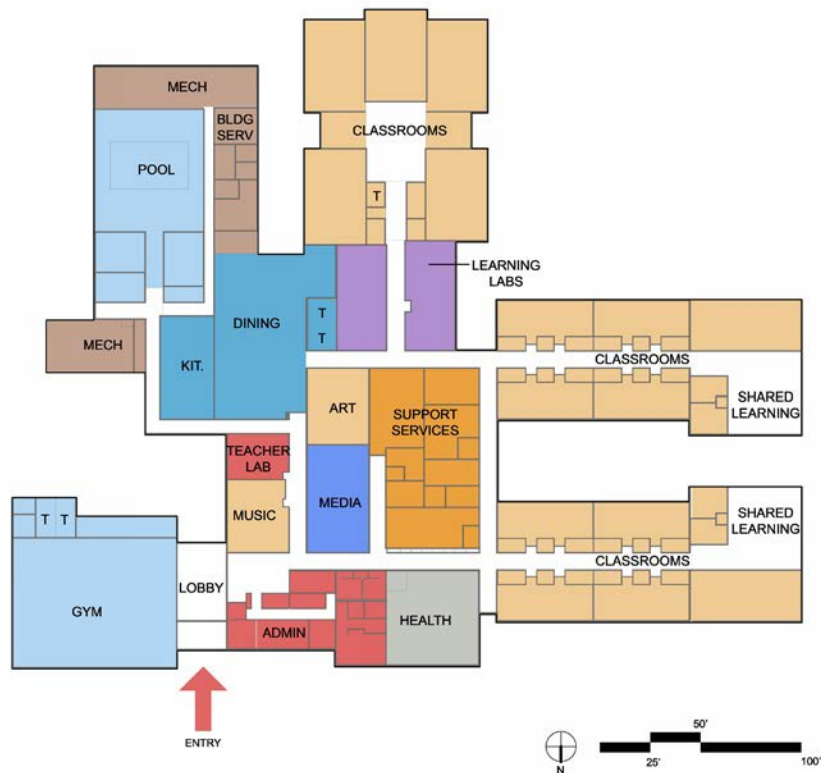 MECH
BLDG
SERV
CLASSROOMS
POOL
T
LEARNING
LABS
DINING
T
T
MECH
KIT.
CLASSROOMS
ART
SHARED
LEARNING
SUPPORT
SERVICES
TEACHER
LAB
MEDIA
MUSIC
T T
SHARED
LEARNING
CLASSROOMS
LOBBY
GYM
HEALTH
ADMIN
ENTRY
50'
25'
100'
N